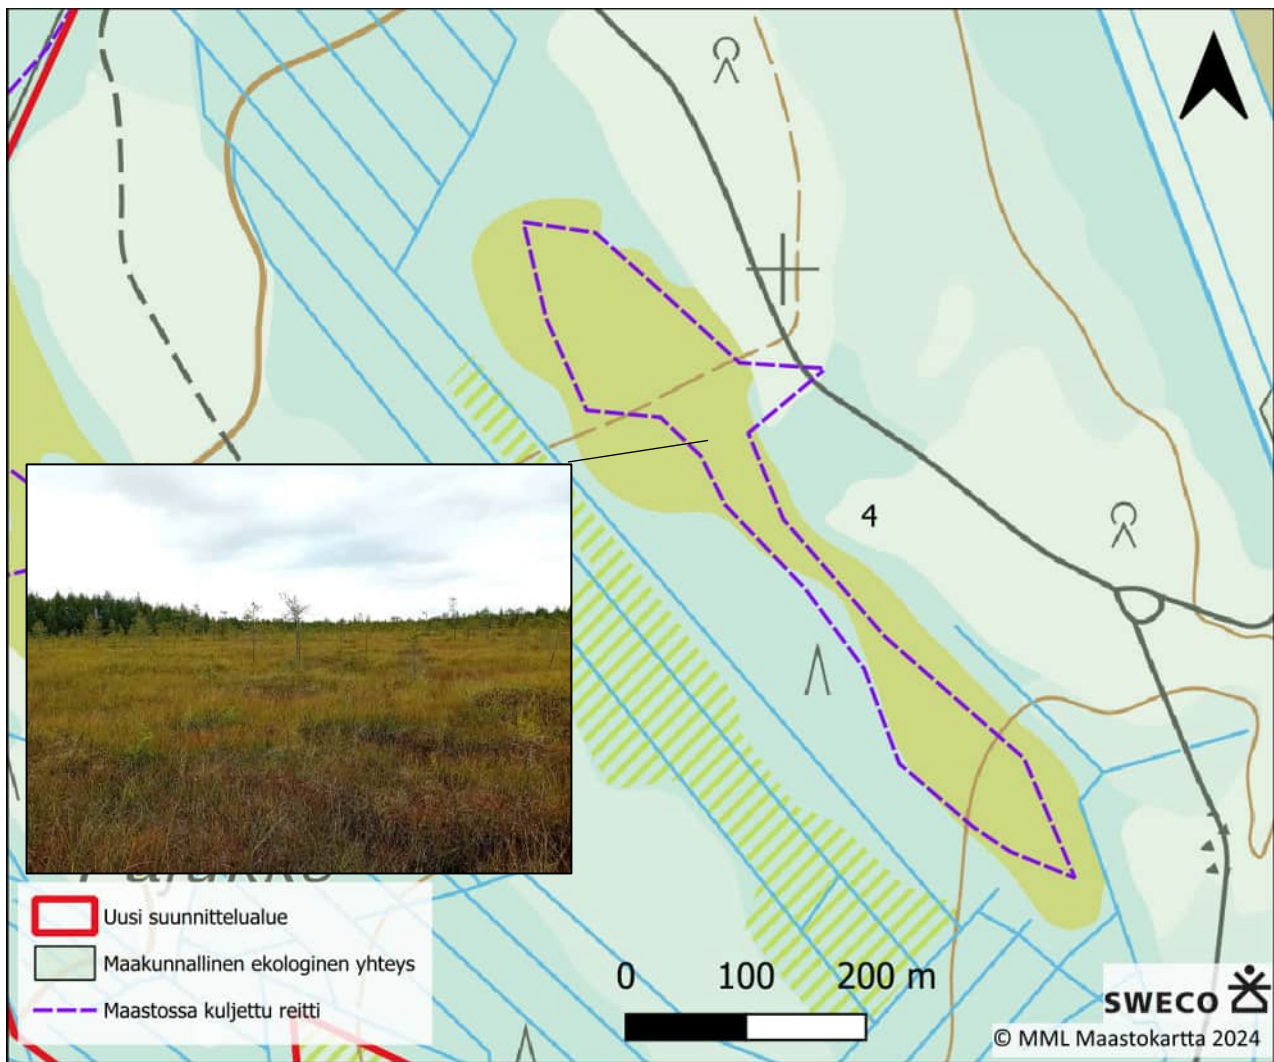 4
Uusi suunnittelualue
Maakunnallinen ekologinen yhteys
Maastossa kuljettu reitti
0 100 200 m
SWECO
© MML Maastokartta 2024